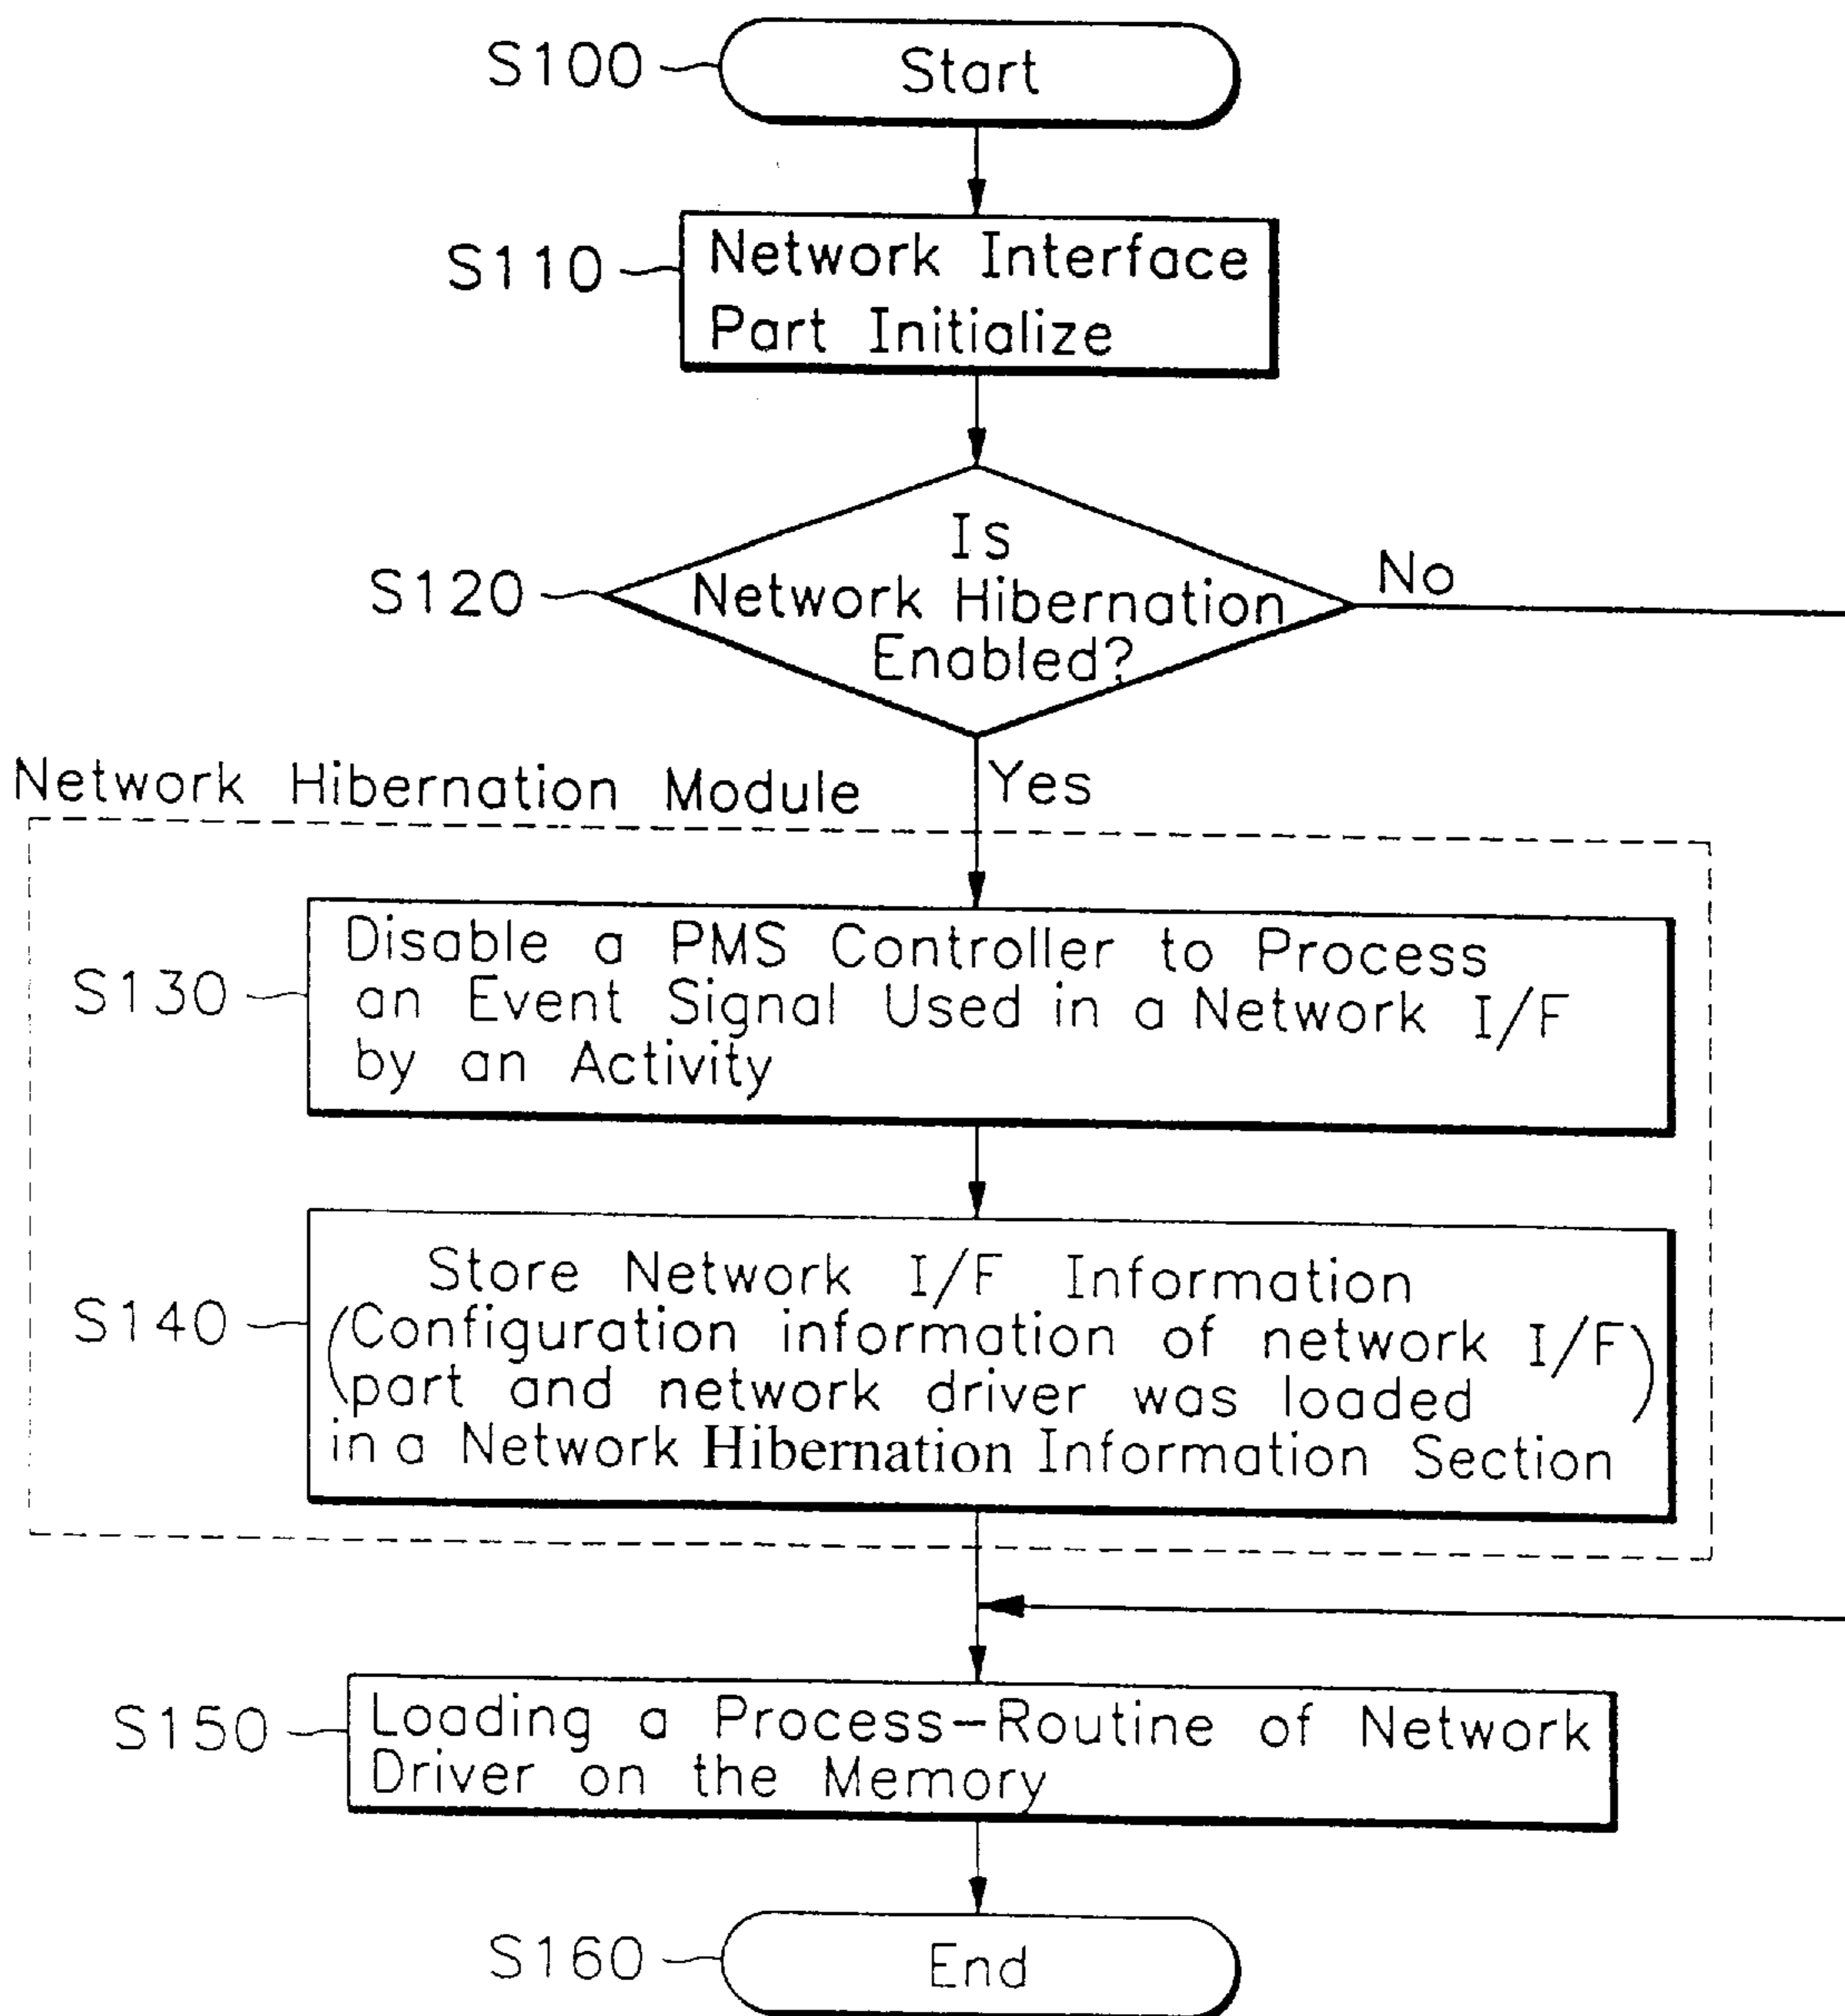 S100
Start
S110
Network Interface
Part Initialize
S120
Is
Network Hibernation
Enabled?
No
Yes
Network Hibernation Module
S130
Disable a PMS Controller to Process
an Event Signal Used in a Network I/F
by an Activity
S140
Store Network I/F Information
(Configuration information of network I/F)
(part and network driver was loaded)
in a Network Hibernation Information Section
S150
Loading a Process-Routine of Network
Driver on the Memory
S160
End